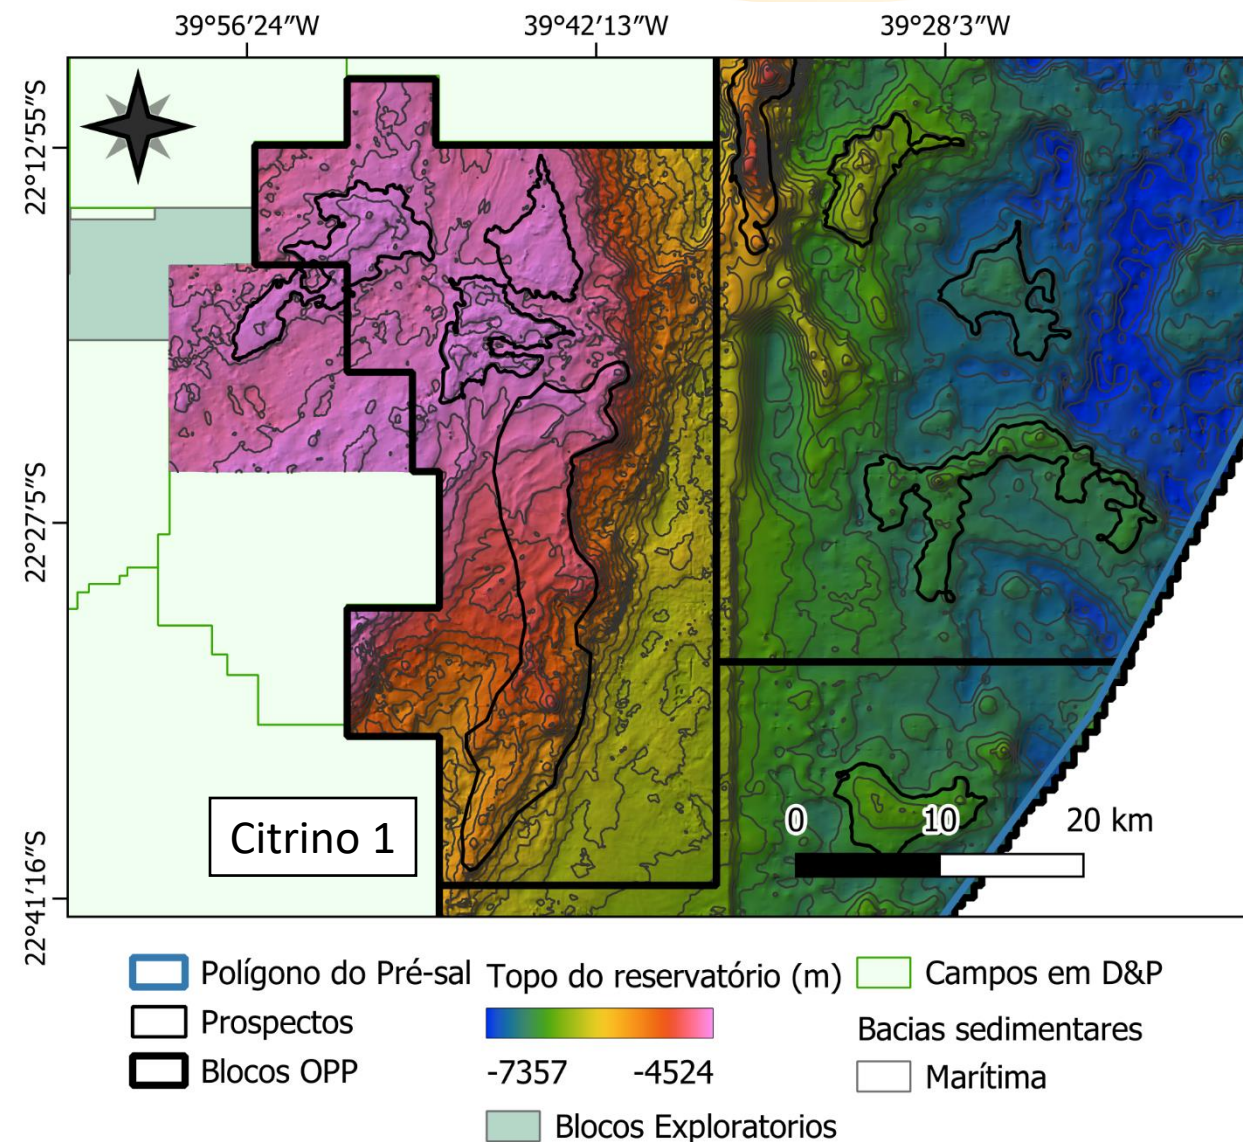 39°56′24″W 39°42′13″W 39°28′3″W
22°12′55″S
22°27′5″S
22°41′16″S
Citrino 1
0 10 20 km
Polígono do Pré-sal
Prospectos
Blocos OPP
Topo do reservatório (m)
-7357 -4524
Blocos Exploratorios
Campos em D&P
Bacias sedimentares
Marítima